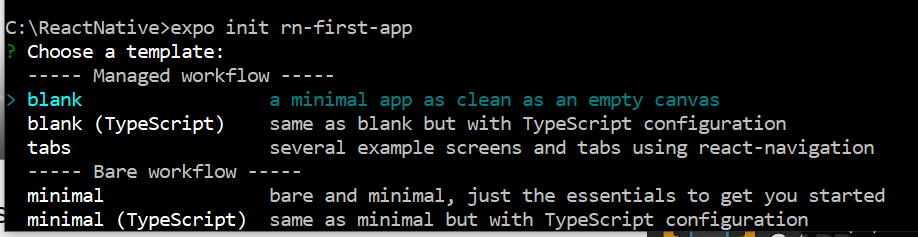 C:\ReactNative>expo init rn-first-app
? Choose a template:
----- Managed workflow -----
> blank a minimal app as clean as an empty canvas
blank (TypeScript) same as blank but with TypeScript configuration
tabs several example screens and tabs using react-navigation
----- Bare workflow -----
minimal bare and minimal, just the essentials to get you started
minimal (TypeScript) same as minimal but with TypeScript configuration